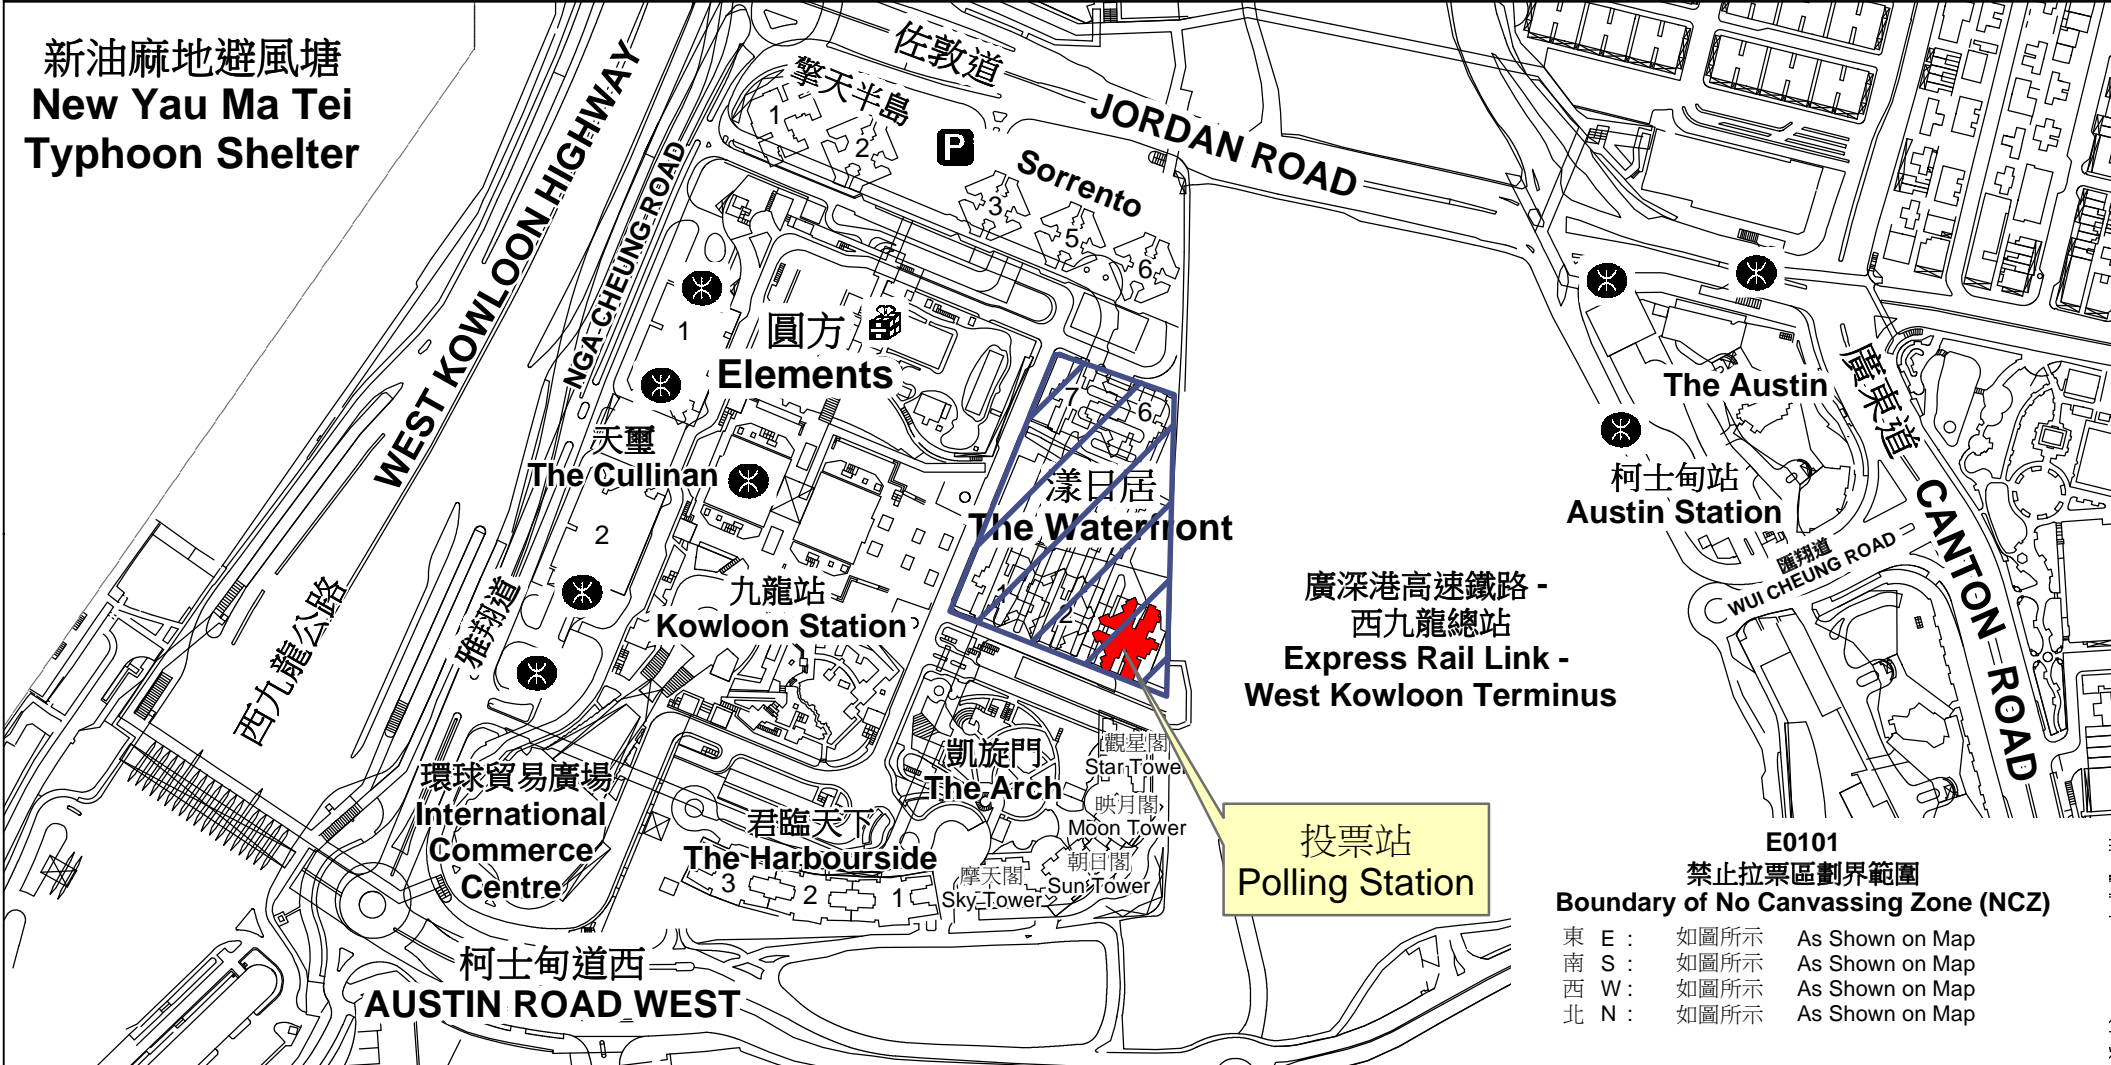 新油麻地避風塘
New Yau Ma Tei
Typhoon Shelter
WEST KOWLOON HIGHWAY
西九龍公路
NGA CHEUNG ROAD
雅翔道
佐敦道
JORDAN ROAD
擎天半島
Sorrento
1
2
3
5
6
P
圓方
Elements
天璽
The Cullinan
1
2
九龍站
Kowloon Station
漾日居
The Waterfront
7
6
1
2
環球貿易廣場
International
Commerce
Centre
君臨天下
The Harbourside
3
2
1
凱旋門
The Arch
觀星閣
Star Tower
映月閣
Moon Tower
朝日閣
Sun Tower
摩天閣
Sky Tower
柯士甸道西
AUSTIN ROAD WEST
投票站
Polling Station
廣深港高速鐵路 -
西九龍總站
Express Rail Link -
West Kowloon Terminus
The Austin
柯士甸站
Austin Station
匯翔道
WUI CHEUNG ROAD
廣東道
CANTON ROAD
E0101
禁止拉票區劃界範圍
Boundary of No Canvassing Zone (NCZ)
東 E : 如圖所示 As Shown on Map
南 S : 如圖所示 As Shown on Map
西 W : 如圖所示 As Shown on Map
北 N : 如圖所示 As Shown on Map